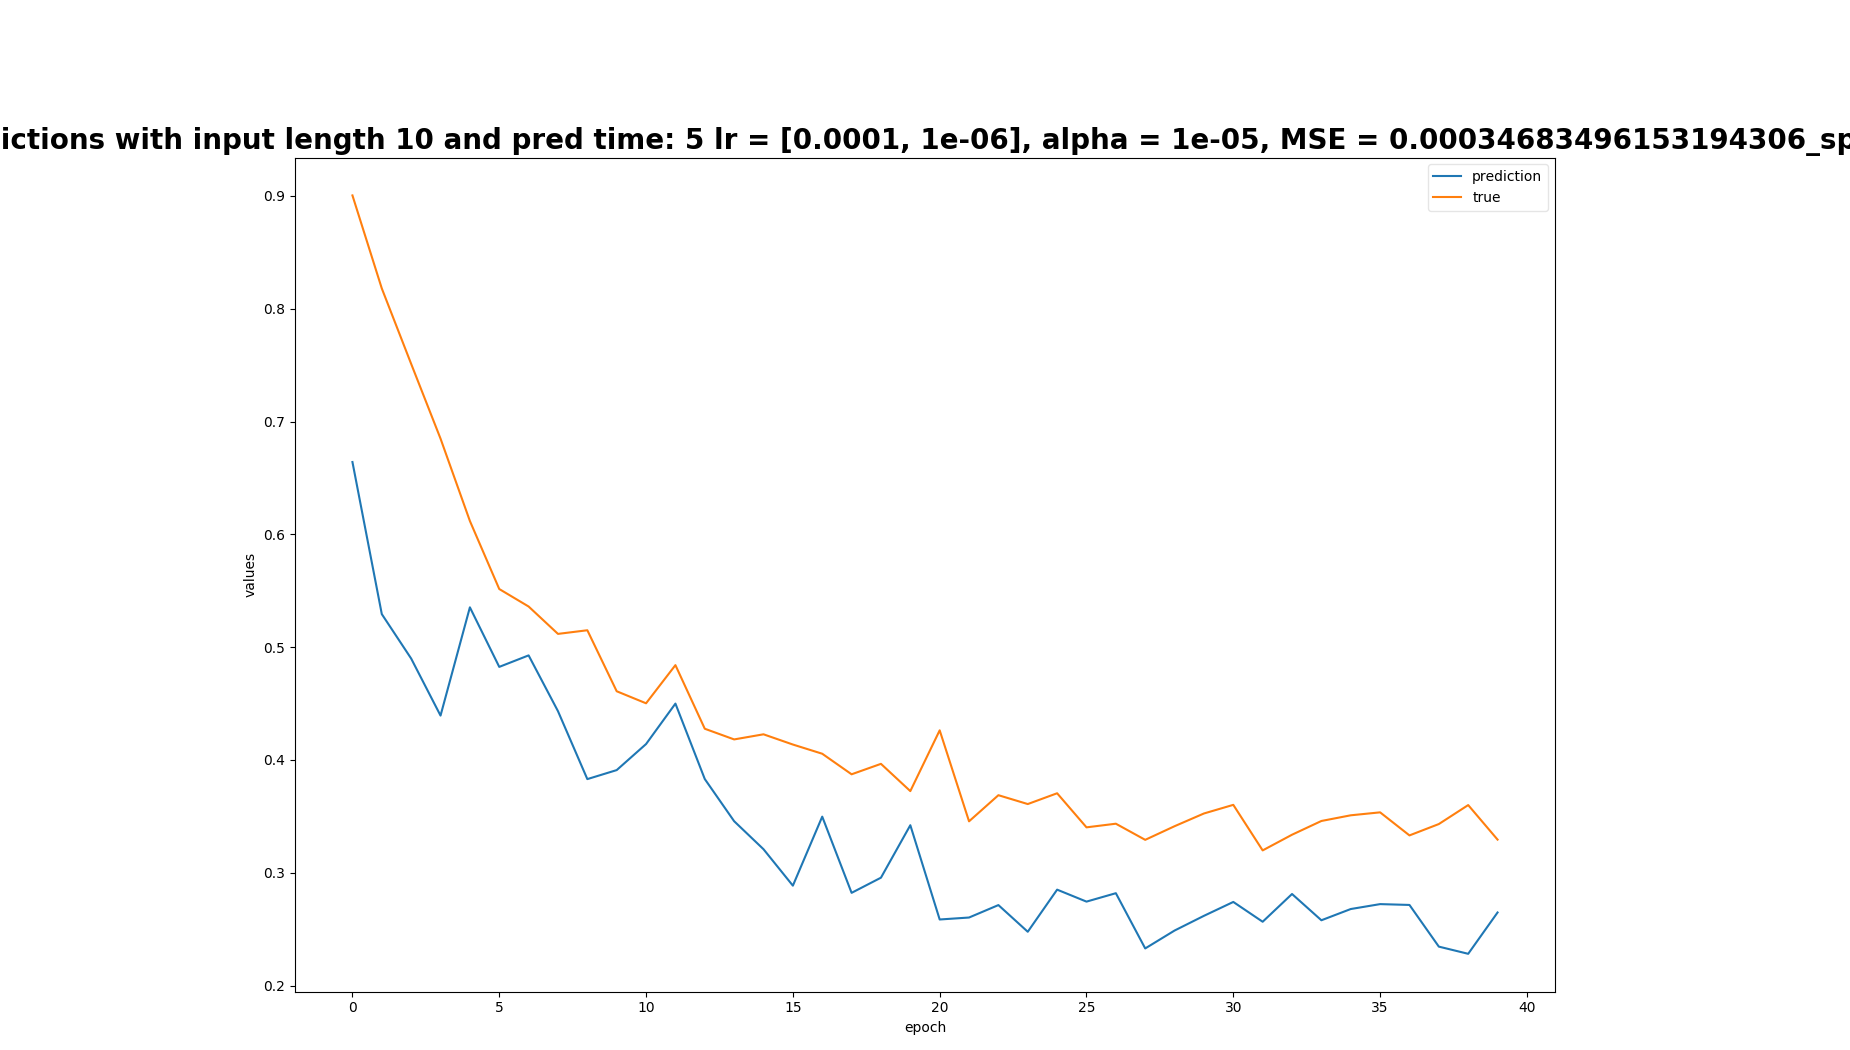 ictions with input length 10 and pred time: 5 lr = [0.0001, 1e-06], alpha = 1e-05, MSE = 0.00034683496153194306_sp
prediction
true
0.9
0.8
0.7
0.6
0.5
0.4
0.3
0.2
values
0 5 10 15 20 25 30 35 40
epoch